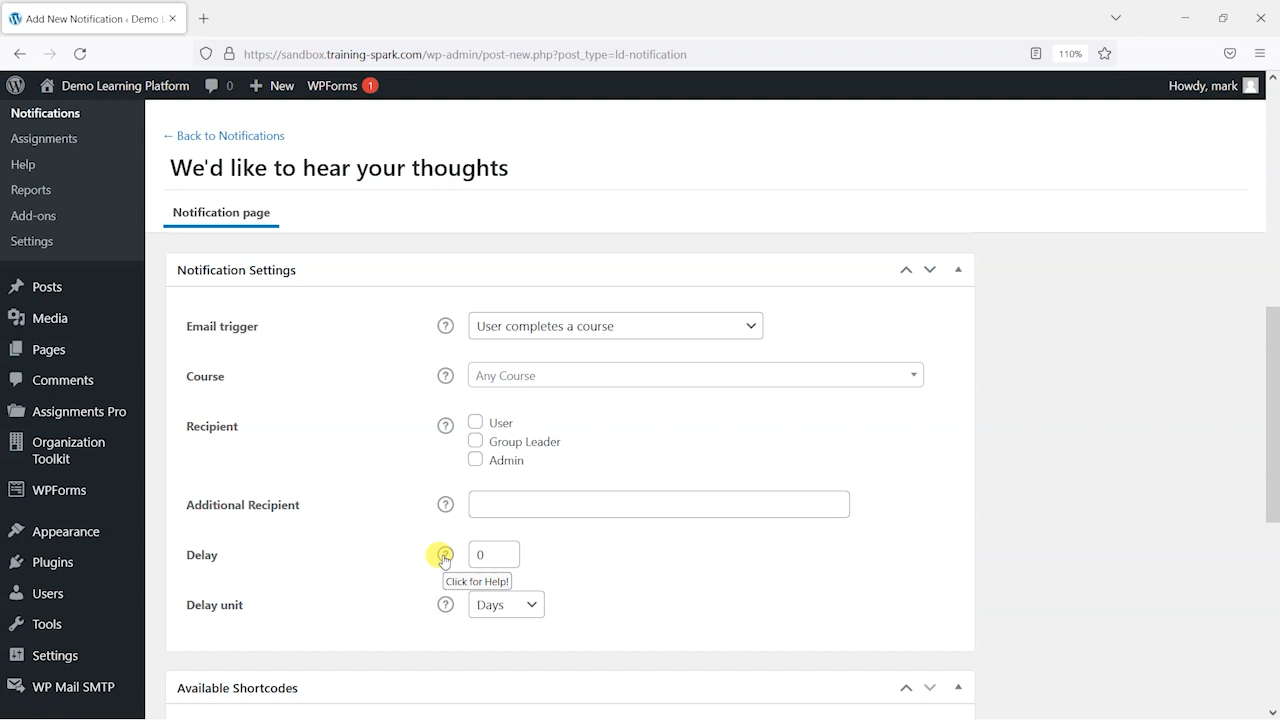 Add New Notification ‹ Demo L
https://sandbox.training-spark.com/wp-admin/post-new.php?post_type=ld-notification
110%
Demo Learning Platform
0
New
WPForms
1
Howdy, mark
Notifications
Assignments
Help
Reports
Add-ons
Settings
Posts
Media
Pages
Comments
Assignments Pro
Organization
Toolkit
WPForms
Appearance
Plugins
Users
Tools
Settings
WP Mail SMTP
← Back to Notifications
We'd like to hear your thoughts
Notification page
Notification Settings
Email trigger
? User completes a course
Course
? Any Course
Recipient
? User
Group Leader
Admin
Additional Recipient
?
Delay
? 0
Click for Help!
Delay unit
? Days
Available Shortcodes